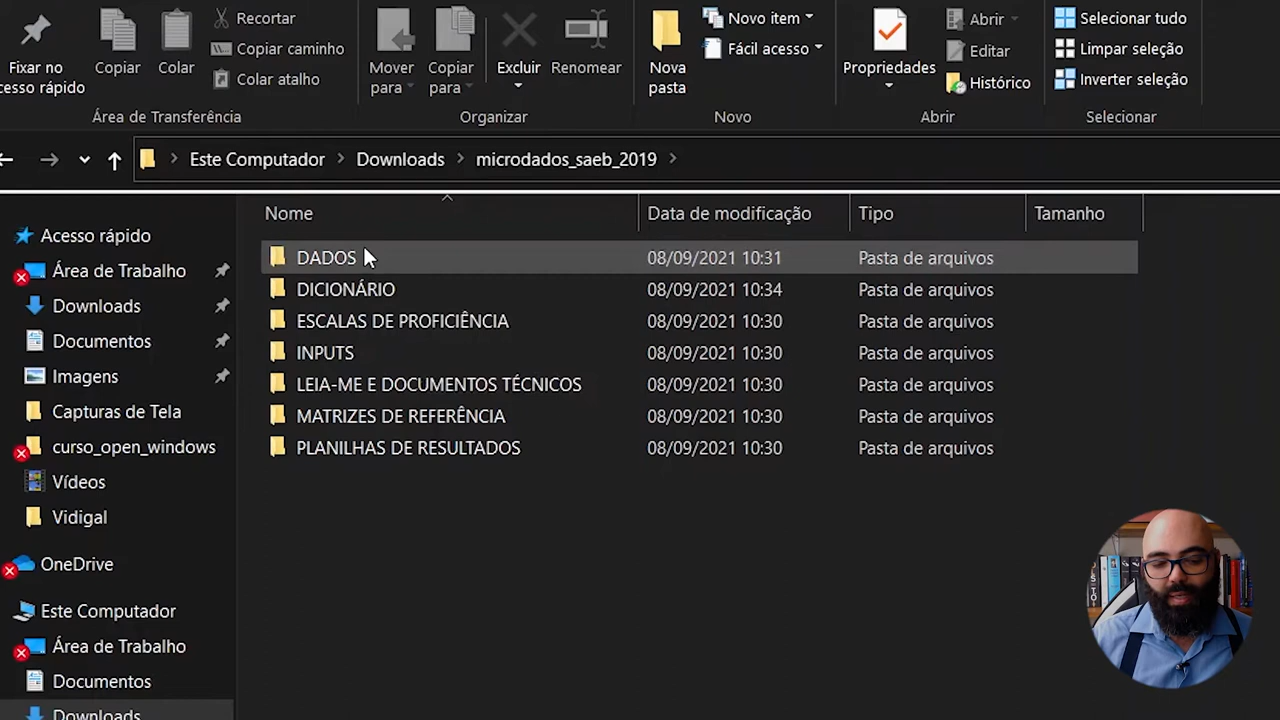 Fixar no
cesso rápido
Copiar
Colar
Recortar
Copiar caminho
Colar atalho
Área de Transferência
Mover
para
Copiar
para
Excluir
Renomear
Organizar
Nova
pasta
Novo item
Fácil acesso
Novo
Propriedades
Abrir
Editar
Histórico
Abrir
Selecionar tudo
Limpar seleção
Inverter seleção
Selecionar
Este Computador > Downloads > microdados_saeb_2019 >
Nome Data de modificação Tipo Tamanho
DADOS 08/09/2021 10:31 Pasta de arquivos
DICIONÁRIO 08/09/2021 10:34 Pasta de arquivos
ESCALAS DE PROFICIÊNCIA 08/09/2021 10:30 Pasta de arquivos
INPUTS 08/09/2021 10:30 Pasta de arquivos
LEIA-ME E DOCUMENTOS TÉCNICOS 08/09/2021 10:30 Pasta de arquivos
MATRIZES DE REFERÊNCIA 08/09/2021 10:30 Pasta de arquivos
PLANILHAS DE RESULTADOS 08/09/2021 10:30 Pasta de arquivos
Acesso rápido
Área de Trabalho
Downloads
Documentos
Imagens
Capturas de Tela
curso_open_windows
Vídeos
Vidigal
OneDrive
Este Computador
Área de Trabalho
Documentos
Downloads